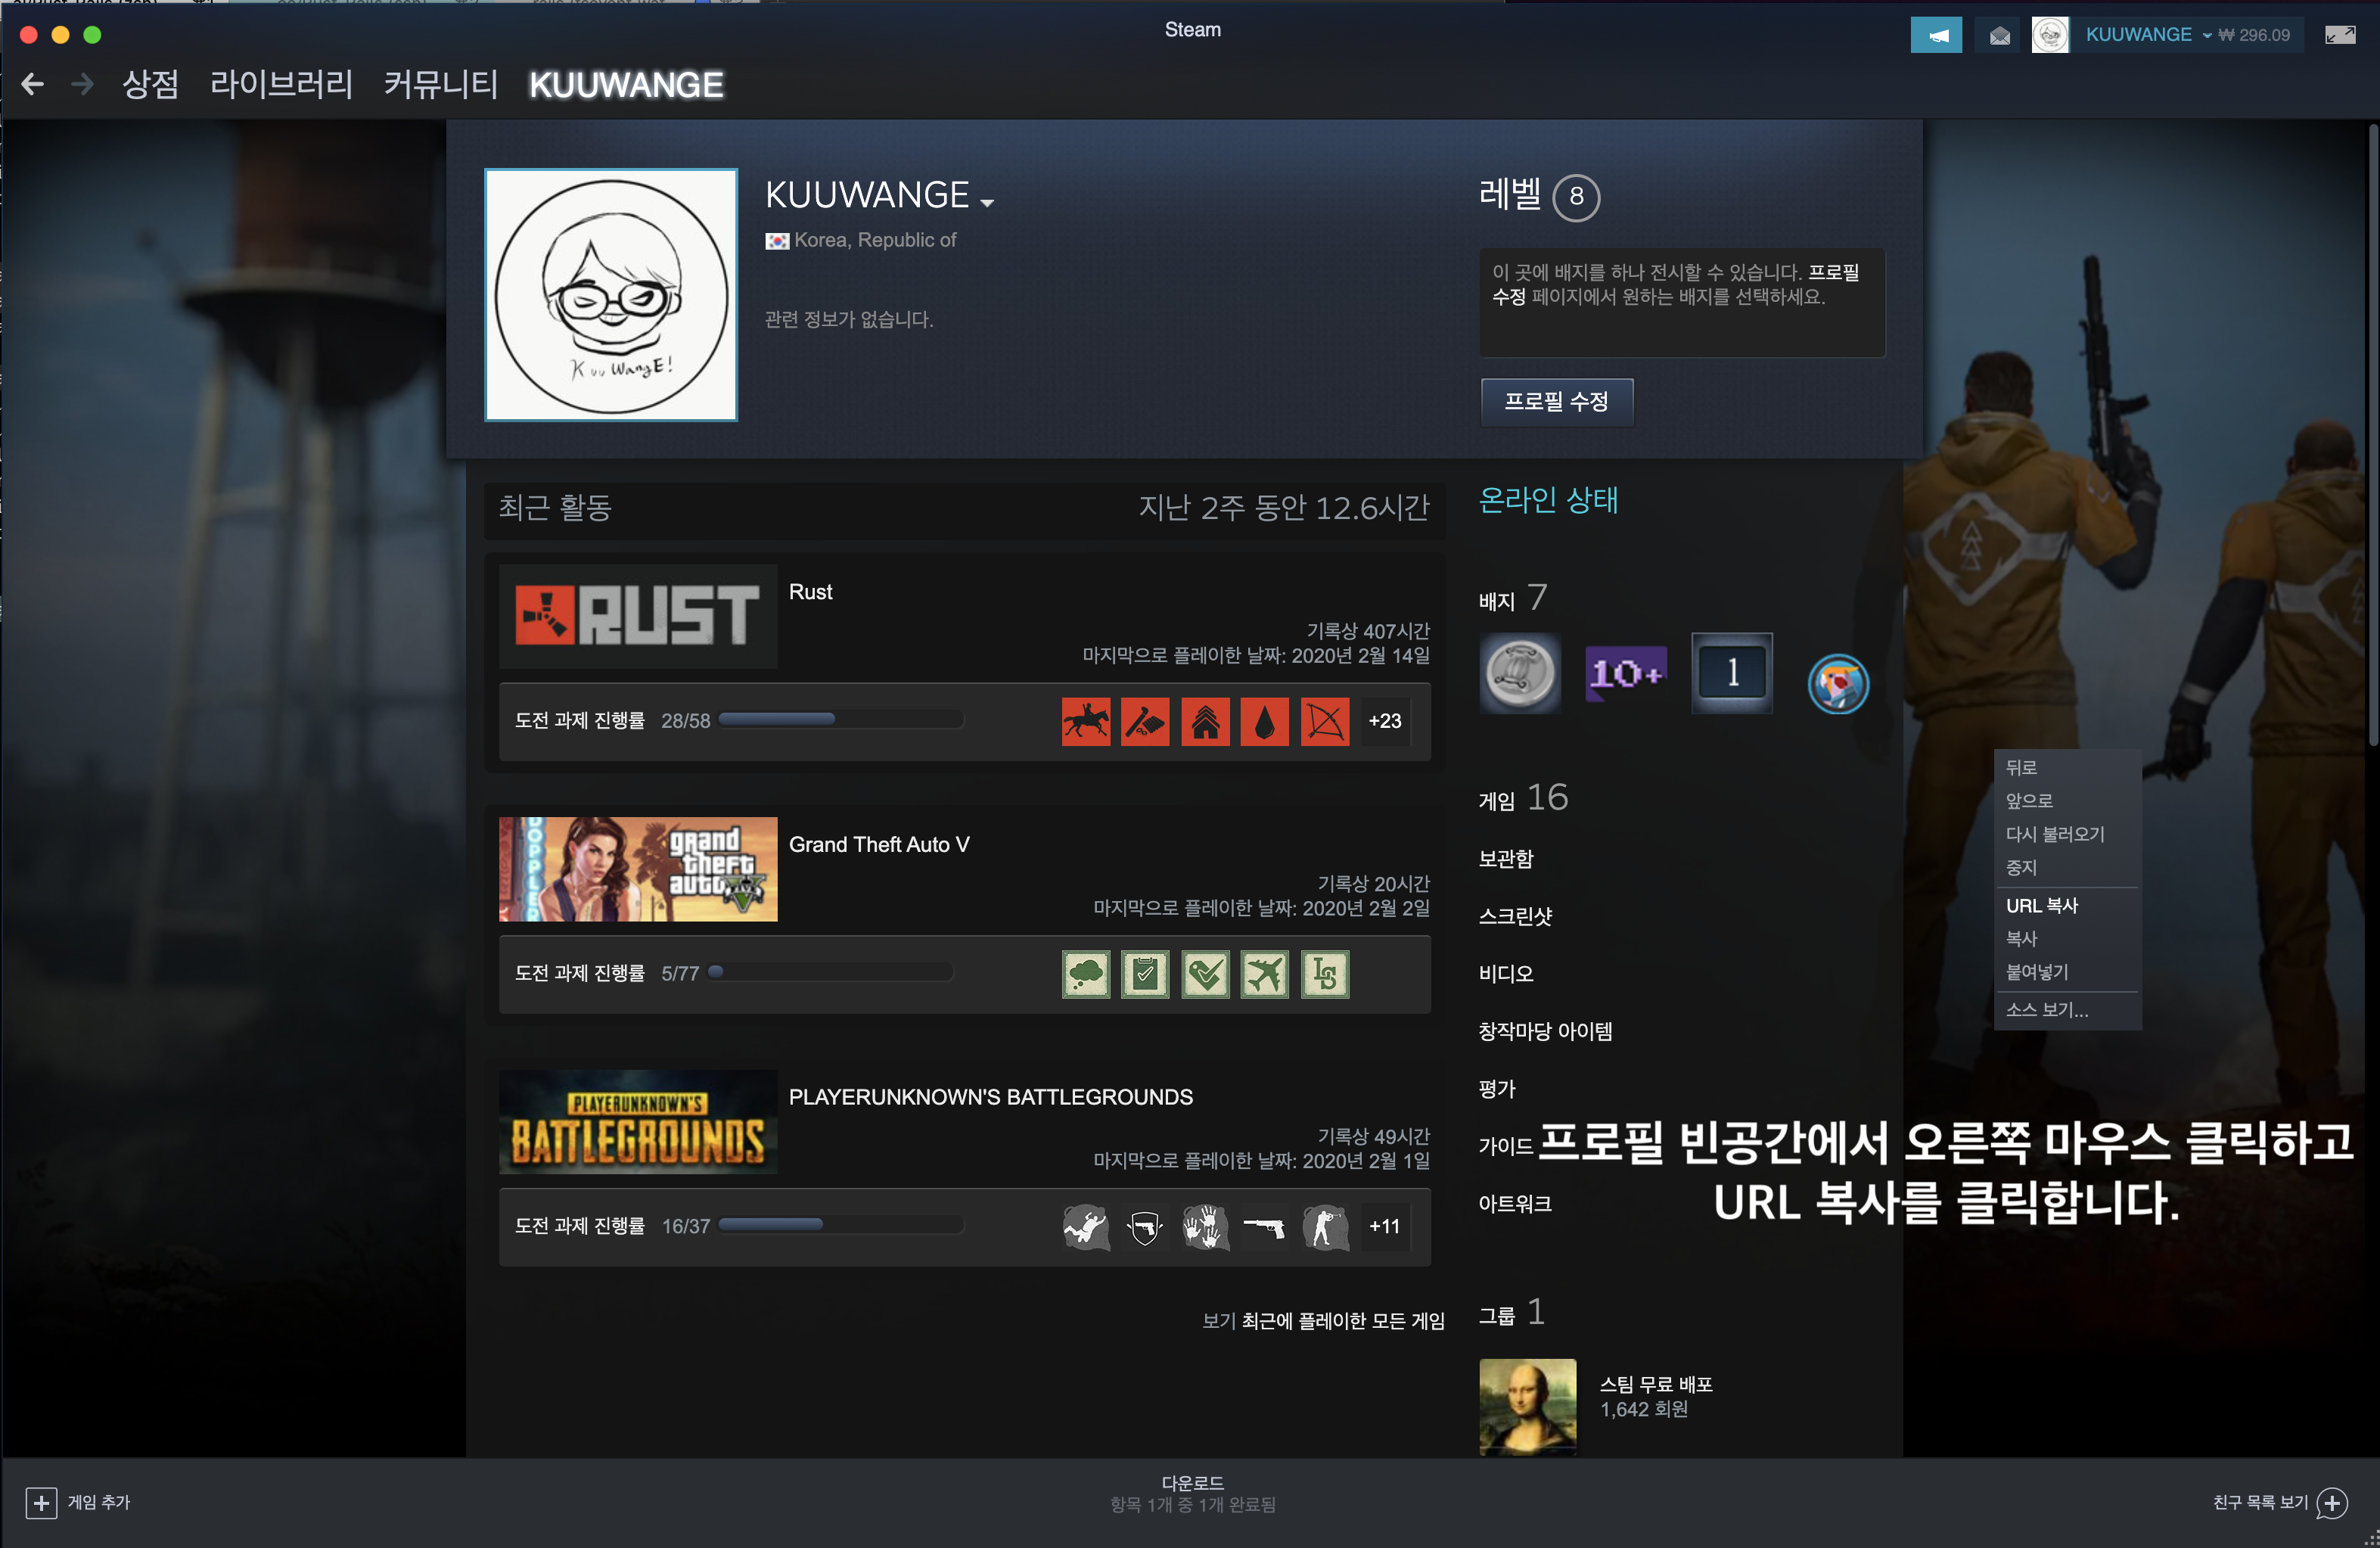 Steam
KUUWANGE ₩ 296.09
상점 라이브러리 커뮤니티 KUUWANGE
KUUWANGE
Korea, Republic of
관련 정보가 없습니다.
Kuu WangE!
레벨 8
이 곳에 배지를 하나 전시할 수 있습니다. 프로필
수정 페이지에서 원하는 배지를 선택하세요.
프로필 수정
최근 활동 지난 2주 동안 12.6시간
RUST
Rust
기록상 407시간
마지막으로 플레이한 날짜: 2020년 2월 14일
도전 과제 진행률 28/58 +23
DOPPLER
grand
theft
auto V
FIVE
Grand Theft Auto V
기록상 20시간
마지막으로 플레이한 날짜: 2020년 2월 2일
도전 과제 진행률 5/77 LS
PLAYERUNKNOWN'S
BATTLEGROUNDS
PLAYERUNKNOWN'S BATTLEGROUNDS
기록상 49시간
마지막으로 플레이한 날짜: 2020년 2월 1일
도전 과제 진행률 16/37 +11
보기 최근에 플레이한 모든 게임
온라인 상태
배지 7
10+ 1
게임 16
보관함
스크린샷
비디오
창작마당 아이템
평가
가이드
아트워크
그룹 1
스팀 무료 배포
1,642 회원
뒤로
앞으로
다시 불러오기
중지
URL 복사
복사
붙여넣기
소스 보기...
프로필 빈공간에서 오른쪽 마우스 클릭하고
URL 복사를 클릭합니다.
게임 추가
다운로드
항목 1개 중 1개 완료됨
친구 목록 보기